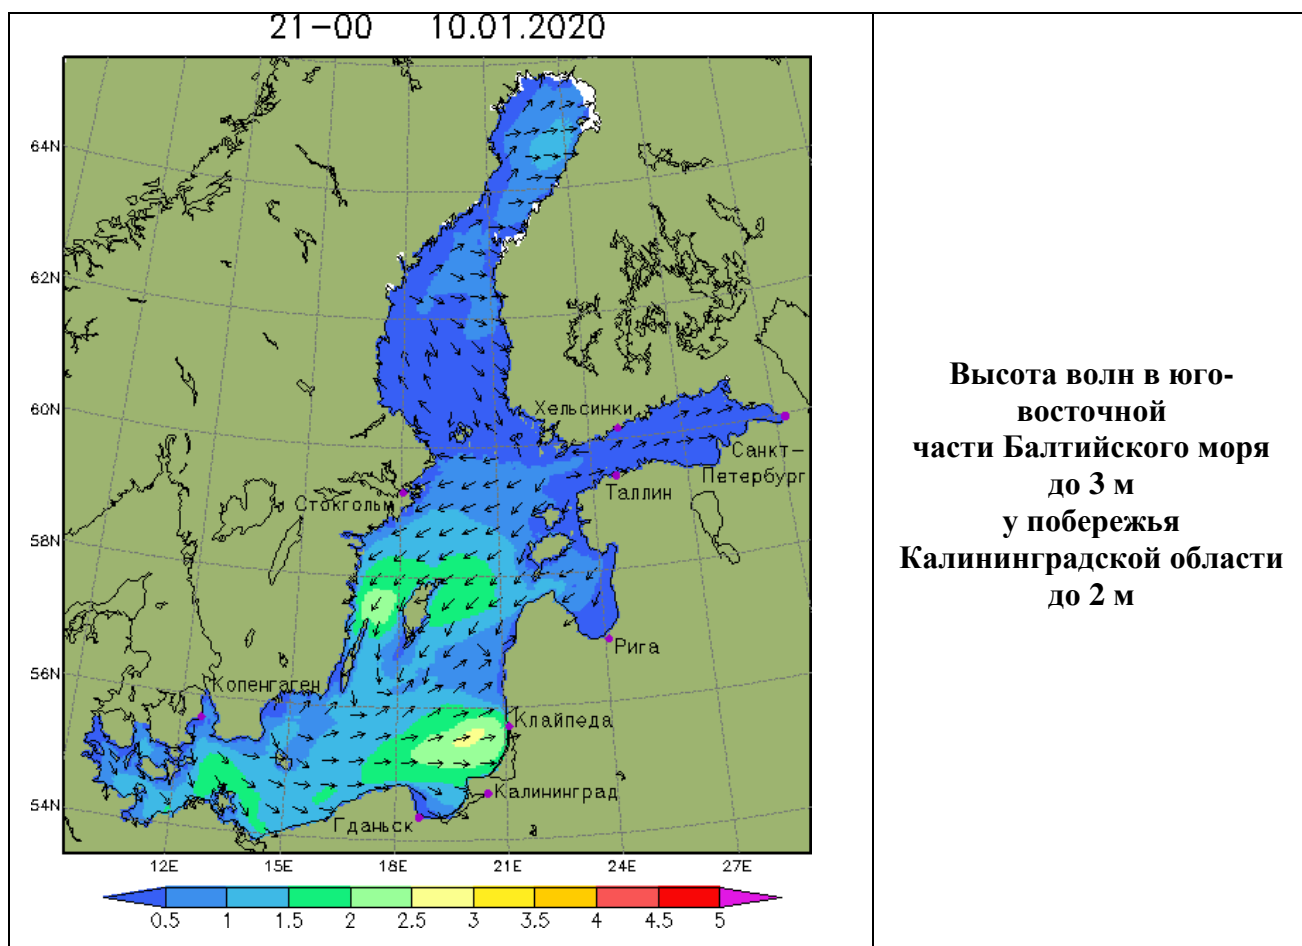 21-00 10.01.2020
64N
62N
60N
58N
56N
54N
Хельсинки
Санкт-
Петербург
Таллин
Стокгольм
Рига
Копенгаген
Клайпеда
Калининград
Гданьск
12E 15E 18E 21E 24E 27E
0.5 1 1.5 2 2.5 3 3.5 4 4.5 5
Высота волн в юго-
восточной
части Балтийского моря
до 3 м
у побережья
Калининградской области
до 2 м